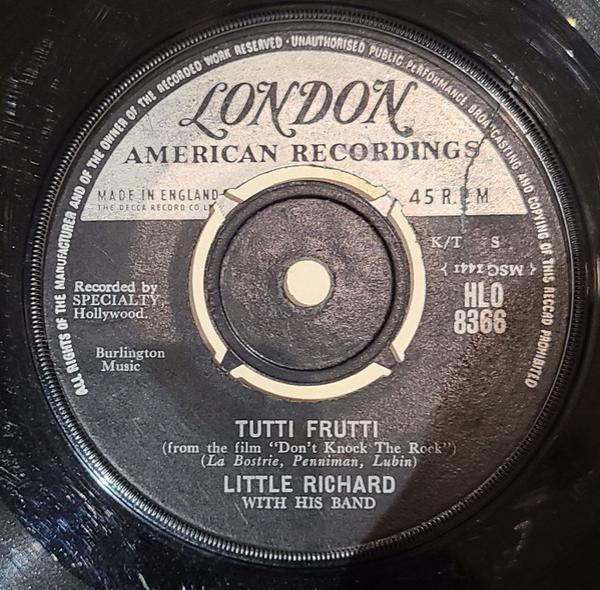 ALL RIGHTS OF THE MANUFACTURER AND OF THE OWNER OF THE RECORDED WORK RESERVED · UNAUTHORISED PUBLIC PERFORMANCE BROADCASTING AND COPYING OF THIS RECORD PROHIBITED
LONDON
AMERICAN RECORDINGS
MADE IN ENGLAND
THE DECCA RECORD CO. L
45 R.P.M
K/T S
MSC 1441
HLO
8366
Recorded by
SPECIALTY
Hollywood.
Burlington
Music
TUTTI FRUTTI
(from the film "Don't Knock The Rock")
(La Bostrie, Penniman, Lubin)
LITTLE RICHARD
WITH HIS BAND